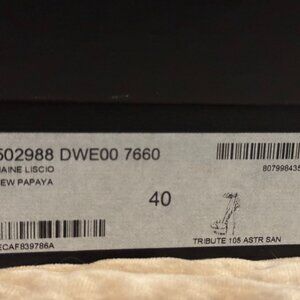 502988 DWE00 7660
AINE LISCIO
EW PAPAYA
40
807998435
ECAF839786A
TRIBUTE 105 ASTR SAN